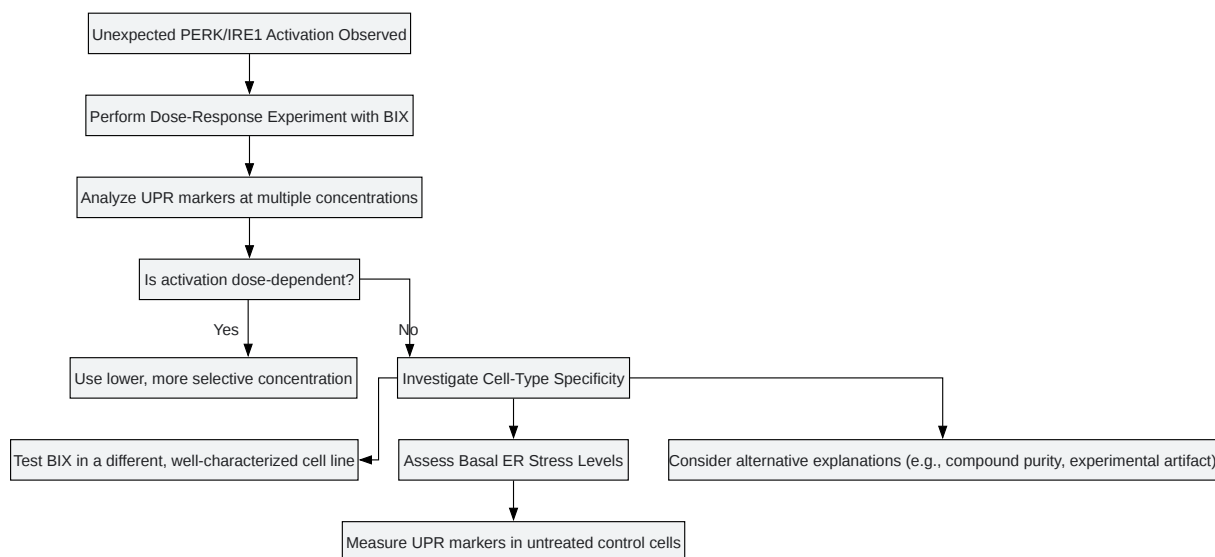 Unexpected PERK/IRE1 Activation Observed
Perform Dose-Response Experiment with BIX
Analyze UPR markers at multiple concentrations
Is activation dose-dependent?
Yes
No
Use lower, more selective concentration
Investigate Cell-Type Specificity
Test BIX in a different, well-characterized cell line
Assess Basal ER Stress Levels
Consider alternative explanations (e.g., compound purity, experimental artifact)
Measure UPR markers in untreated control cells